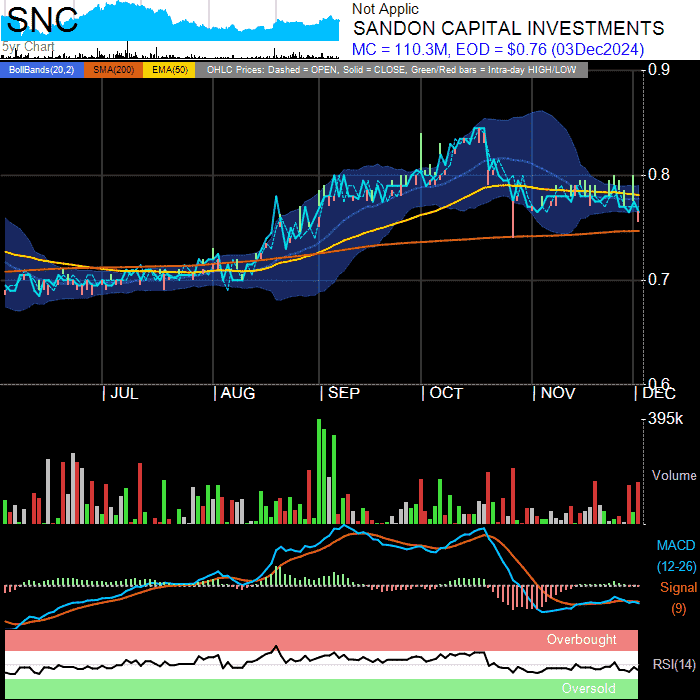 SNC
5yr Chart
Not Applic
SANDON CAPITAL INVESTMENTS
MC = 110.3M, EOD = $0.76 (03Dec2024)
BollBands(20,2) SMA(200) EMA(50) OHLC Prices: Dashed = OPEN, Solid = CLOSE, Green/Red bars = Intra-day HIGH/LOW
0.9
0.8
0.7
0.6
| JUL | AUG | SEP | OCT | NOV | DEC
395k
Volume
MACD
(12-26)
Signal
(9)
Overbought
RSI(14)
Oversold